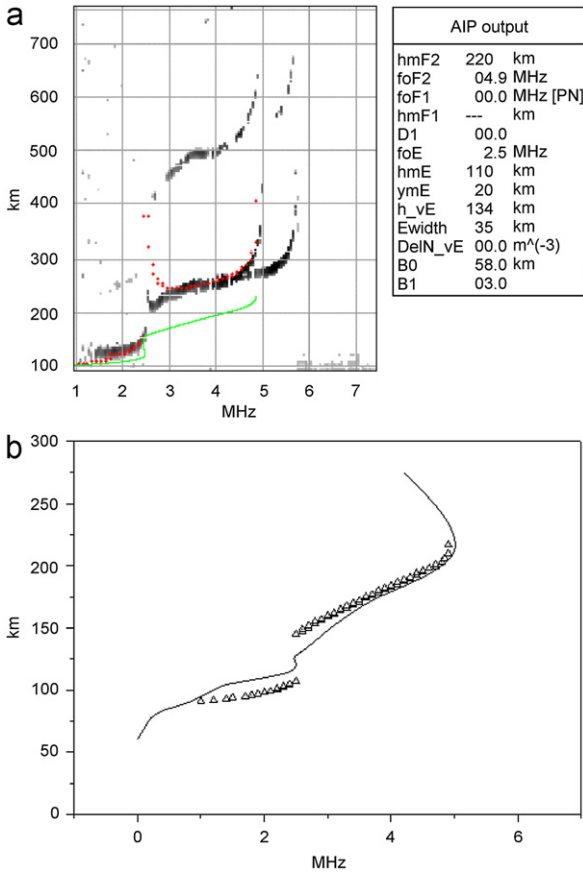 a
700
600
500
400
300
200
100
km
1 2 3 4 5 6 7
MHz
AIP output
hmF2 220 km
foF2 04.9 MHz
foF1 00.0 MHz [PN]
hmF1 --- km
D1 00.0
foE 2.5 MHz
hmE 110 km
ymE 20 km
h_vE 134 km
Ewidth 35 km
DelN_vE 00.0 m^(-3)
B0 58.0 km
B1 03.0
b
300
250
200
150
100
50
0
km
0 2 4 6
MHz